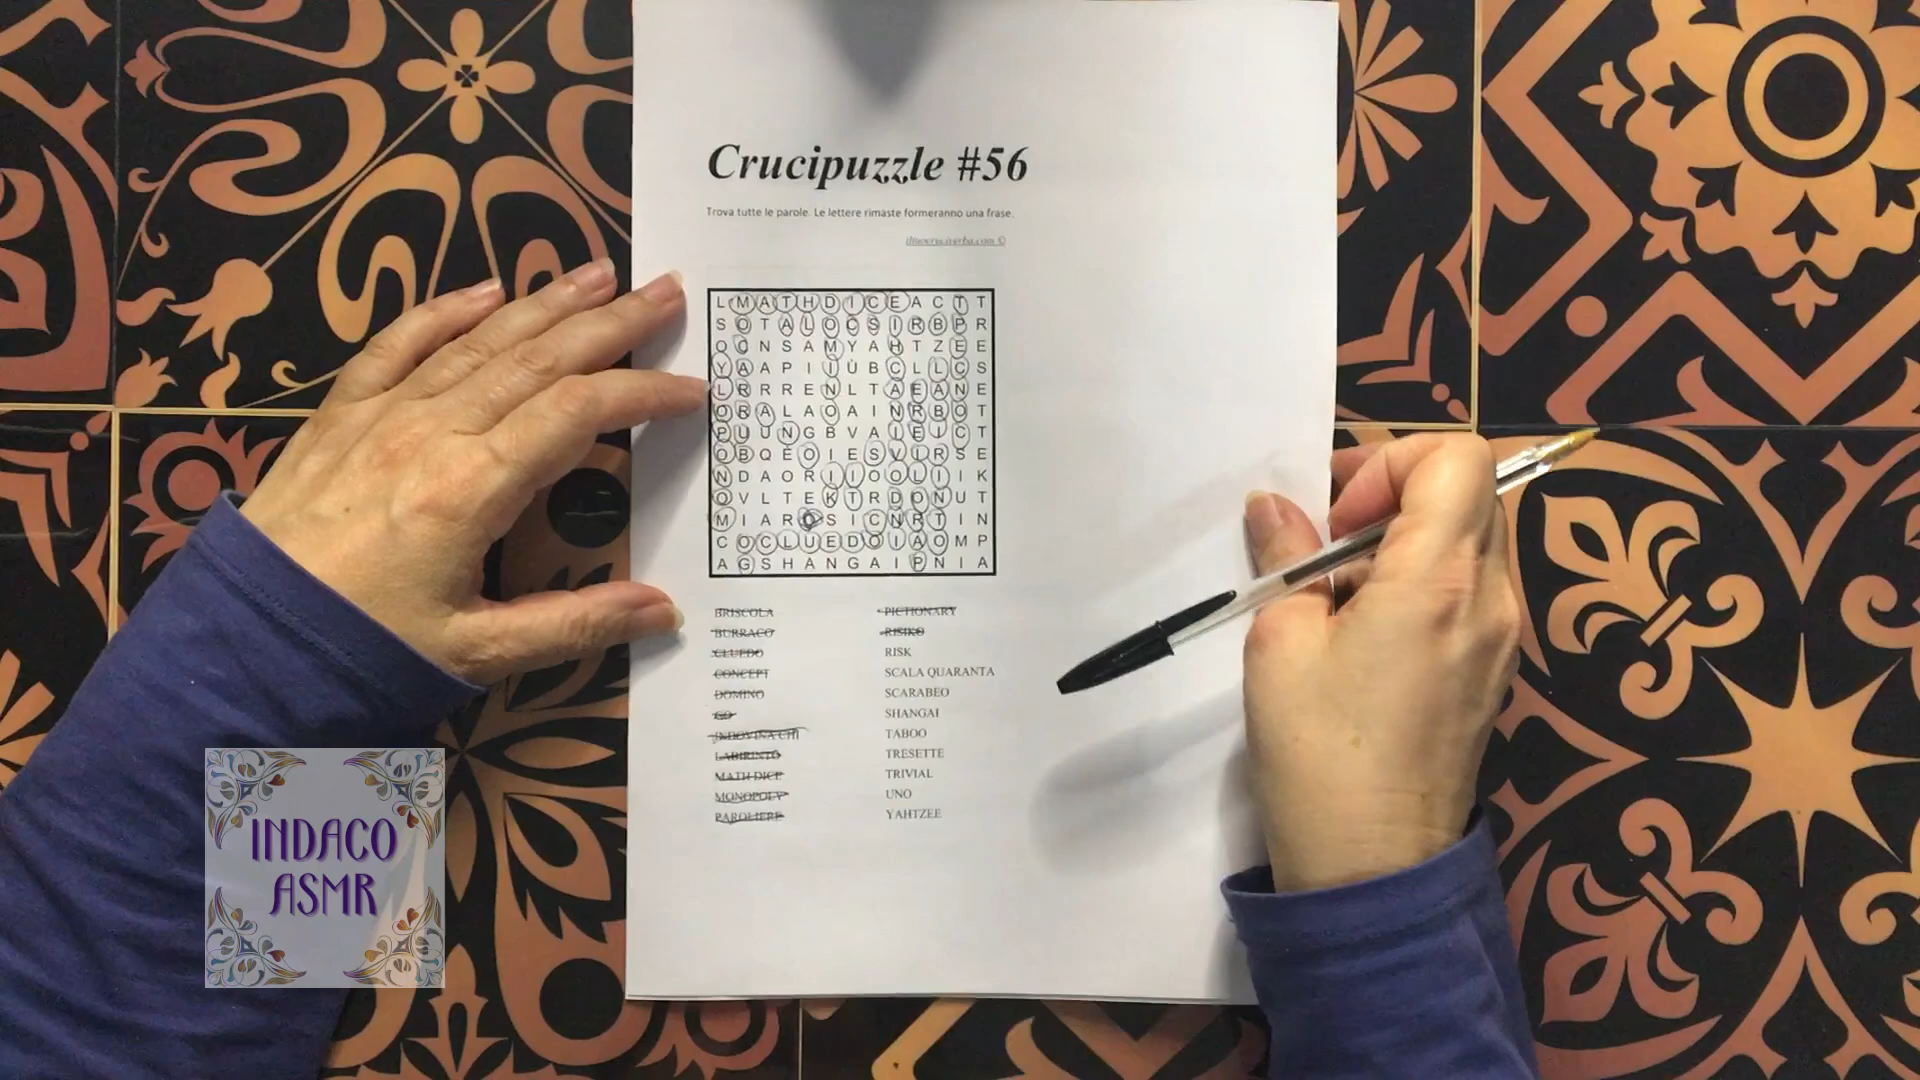 Crucipuzzle #56
Trova tutte le parole. Le lettere rimaste formeranno una frase.
L M A T H D I C E A C T T
S O T A L O C S I R B P R
O C N S A M Y A H T Z E E
Y A A P I I U B C L L C S
L R R R E N L T A E A N E
O R A L A O A I N R B O T
P U U N G B V A I E I C T
O B Q E O I E S V I R S E
N D A O R I I O O L I I K
O V L T E K T R D O N U T
M I A R O S I C N R T I N
C O C L U E D O I A O M P
A G S H A N G A I P N I A
BRISCOLA
BURRACO
CLUEDO
CONCEPT
DOMINO
GO
INDOVINA CHI
LABIRINTO
MATH DICE
MONOPOLY
PAROLIERE
PICTIONARY
RISIKO
RISK
SCALA QUARANTA
SCARABEO
SHANGAI
TABOO
TRESETTE
TRIVIAL
UNO
YAHTZEE
INDACO
ASMR